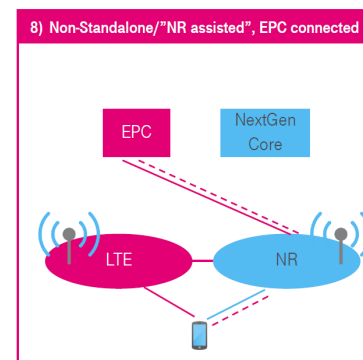 8) Non-Standalone/”NR assisted”, EPC connected
EPC
NextGen
Core
LTE
NR